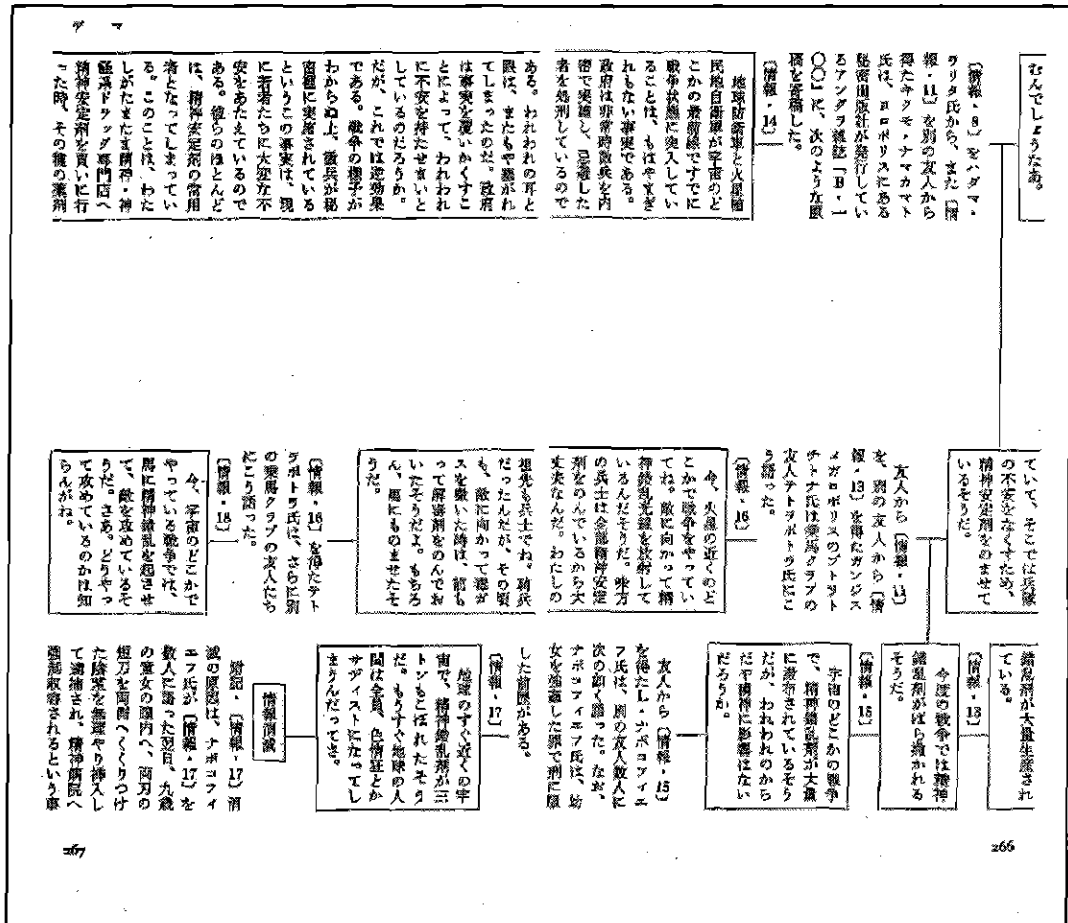 むんでしょうなあ。
〔情報・8〕をハダマ・
ラリタ氏から、また〔情
報・11〕を別の友人から
得たキクモ・ナマカマト
氏は、ヨロポリスにある
秘密出版社が発行してい
るアングラ雑誌「B・一
〇〇」に、次のような原
稿を寄稿した。
〔情報・14〕
地球防衛軍と火星植
民地自衛軍が宇宙のど
こかの最前線ですでに
戦争状態に突入してい
ることは、もはやまぎ
れもない事実である。
政府は非常時徴兵を内
密で実施し、忌避した
者を処刑しているので
ていて、そこでは兵隊
の不安をなくすため、
精神安定剤をのませて
いるそうだ。
友人から〔情報・11〕
を、別の友人から〔情
報・13〕を得たガンジス
メガロポリスのプトリト
チトナ氏は乗馬クラブの
友人テトラポトラ氏にこ
う語った。
〔情報・16〕
今、火星の近くのど
こかで戦争をやってい
てね。敵に向かって精
神錯乱光線を放射して
いるんだそうだ。味方
の兵士は全部精神安定
剤をのんでいるから大
丈夫なんだ。わたしの
錯乱剤が大量生産され
ている。
〔情報・13〕
今度の戦争では精神
錯乱剤がばら撒かれる
そうだ。
〔情報・15〕
宇宙のどこかの戦争
で、精神錯乱剤が大量
に撒布されているそう
だが、われわれのから
だや精神に影響はない
だろうか。
友人から〔情報・15〕
を得たし・ナポコフィエ
フ氏は、別の友人数人に
次の如く語った。なお、
ナポコフィエフ氏は、幼
女を強姦した罪で刑に服
266
ある。われわれの耳と
眼は、またもや塞がれ
てしまったのだ。政府
は事実を覆いかくすこ
とによって、われわれ
に不安を持たせまいと
しているのだろうか。
だが、これでは逆効果
である。戦争の様子が
わからぬ上、徴兵が秘
密裡に実施されている
というこの事実は、現
に若者たちに大変な不
安をあたえているので
ある。彼らのほとんど
は、精神安定剤の常用
者となってしまってい
る。このことは、わた
しがたまたま精神・神
経系ドラッグ専門店へ
精神安定剤を買いに行
った時、その種の薬剤
祖先も兵士でね。騎兵
だったんだが、その頃
も、敵に向かって毒ガ
スを撒いた時は、前も
って解毒剤をのんでお
いたそうだよ。もちろ
ん、馬にものませたそ
うだ。
〔情報・16〕を得たテト
ラポトラ氏は、さらに別
の乗馬クラブの友人たち
にこう語った。
〔情報・18〕
今、宇宙のどこかで
やっている戦争では、
馬に精神錯乱を起させ
て、敵を攻めているそ
うだ。さあ。どうやっ
て攻めているのかは知
らんがね。
した前歴がある。
〔情報・17〕
地球のすぐ近くの宇
宙で、精神錯乱剤が三
トンもこぼれたそう
だ。もうすぐ地球の人
間は全員、色情狂とか
サディストになってし
まうんだってさ。
情報消滅
附記・〔情報・17〕消
滅の原因は、ナポコフィ
エフ氏が〔情報・17〕を
数人に語った翌日、九歳
の童女の膣内へ、両刃の
短刀を両側へくくりつけ
た陰茎を無理やり挿入し
て逮捕され、精神病院へ
強制収容されるという事
267